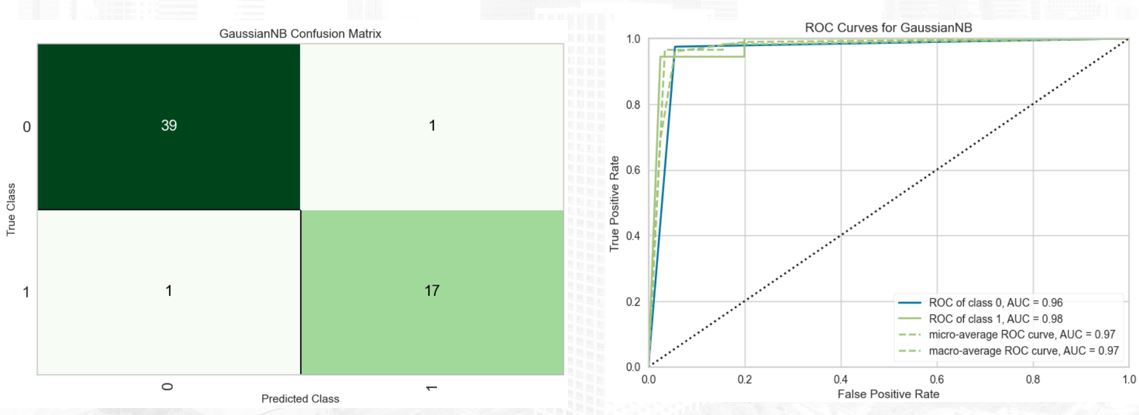 GaussianNB Confusion Matrix
True Class
0
39
1
1
1
17
0
1
Predicted Class
ROC Curves for GaussianNB
True Positive Rate
1.0
0.8
0.6
0.4
0.2
0.0
ROC of class 0, AUC = 0.96
ROC of class 1, AUC = 0.98
micro-average ROC curve, AUC = 0.97
macro-average ROC curve, AUC = 0.97
0.0
0.2
0.4
0.6
0.8
1.0
False Positive Rate